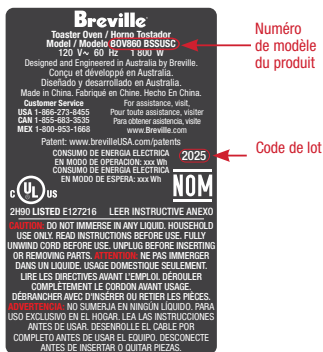 Breville®
Toaster Oven / Horno Tostador
Model / Modelo BOV860 BSSUSC
120 V~ 60 Hz 1 800 W
Designed and Engineered in Australia by Breville.
Conçu et développé en Australia.
Diseñado y desarrollado en Australia.
Made in China. Fabriqué en Chine. Hecho En China.
Customer Service
USA 1-866-273-8455
CAN 1-855-683-3535
MEX 1-800-953-1668
For assistance, visit,
Pour toute assistance, visiter
Para obtener asistencia, visite
www.Breville.com
Patent: www.brevilleUSA.com/patents
CONSUMO DE ENERGIA ELECTRICA
EN MODO DE OPERACION: xxx Wh
CONSUMO DE ENERGIA ELECTRICA
EN MODO DE ESPERA: xxx Wh
2025
C UL US
NOM
2H90 LISTED E127216 LEER INSTRUCTIVE ANEXO
CAUTION: DO NOT IMMERSE IN ANY LIQUID. HOUSEHOLD
USE ONLY. READ INSTRUCTIONS BEFORE USE. FULLY
UNWIND CORD BEFORE USE. UNPLUG BEFORE INSERTING
OR REMOVING PARTS. ATTENTION: NE PAS IMMERGER
DANS UN LIQUIDE. USAGE DOMESTIQUE SEULEMENT.
LIRE LES DIRECTIVES AVANT L'EMPLOI. DÉROULER
COMPLÈTEMENT LE CORDON AVANT USAGE.
DÉBRANCHER AVEC D'INSÉRER OU RETIER LES PIÈCES.
ADVERTENCIA: NO SUMERJA EN NINGÚN LÍQUIDO. PARA
USO EXCLUSIVO EN EL HOGAR. LEA LAS INSTRUCCIONES
ANTES DE USAR. DESENROLLE EL CABLE POR
COMPLETO ANTES DE USAR EL EQUIPO. DESCONECTE
ANTES DE INSERTAR O QUITAR PIEZAS.
Numéro
de modèle
du produit
Code de lot